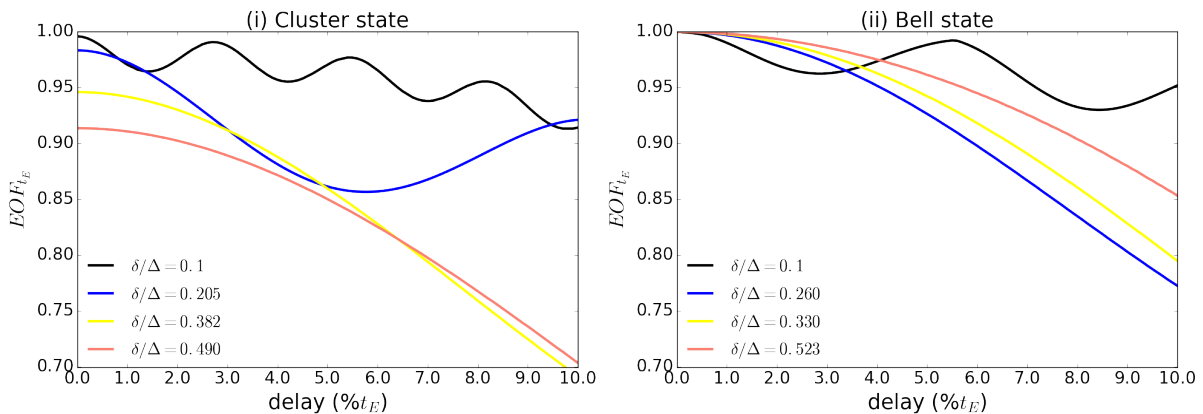 (i) Cluster state
1.00
0.95
0.90
0.85
0.80
0.75
0.70
EOF_{t_E}
δ/Δ = 0.1
δ/Δ = 0.205
δ/Δ = 0.382
δ/Δ = 0.490
0.0 1.0 2.0 3.0 4.0 5.0 6.0 7.0 8.0 9.0 10.0
delay (%t_E)
(ii) Bell state
1.00
0.95
0.90
0.85
0.80
0.75
0.70
EOF_{t_E}
δ/Δ = 0.1
δ/Δ = 0.260
δ/Δ = 0.330
δ/Δ = 0.523
0.0 1.0 2.0 3.0 4.0 5.0 6.0 7.0 8.0 9.0 10.0
delay (%t_E)